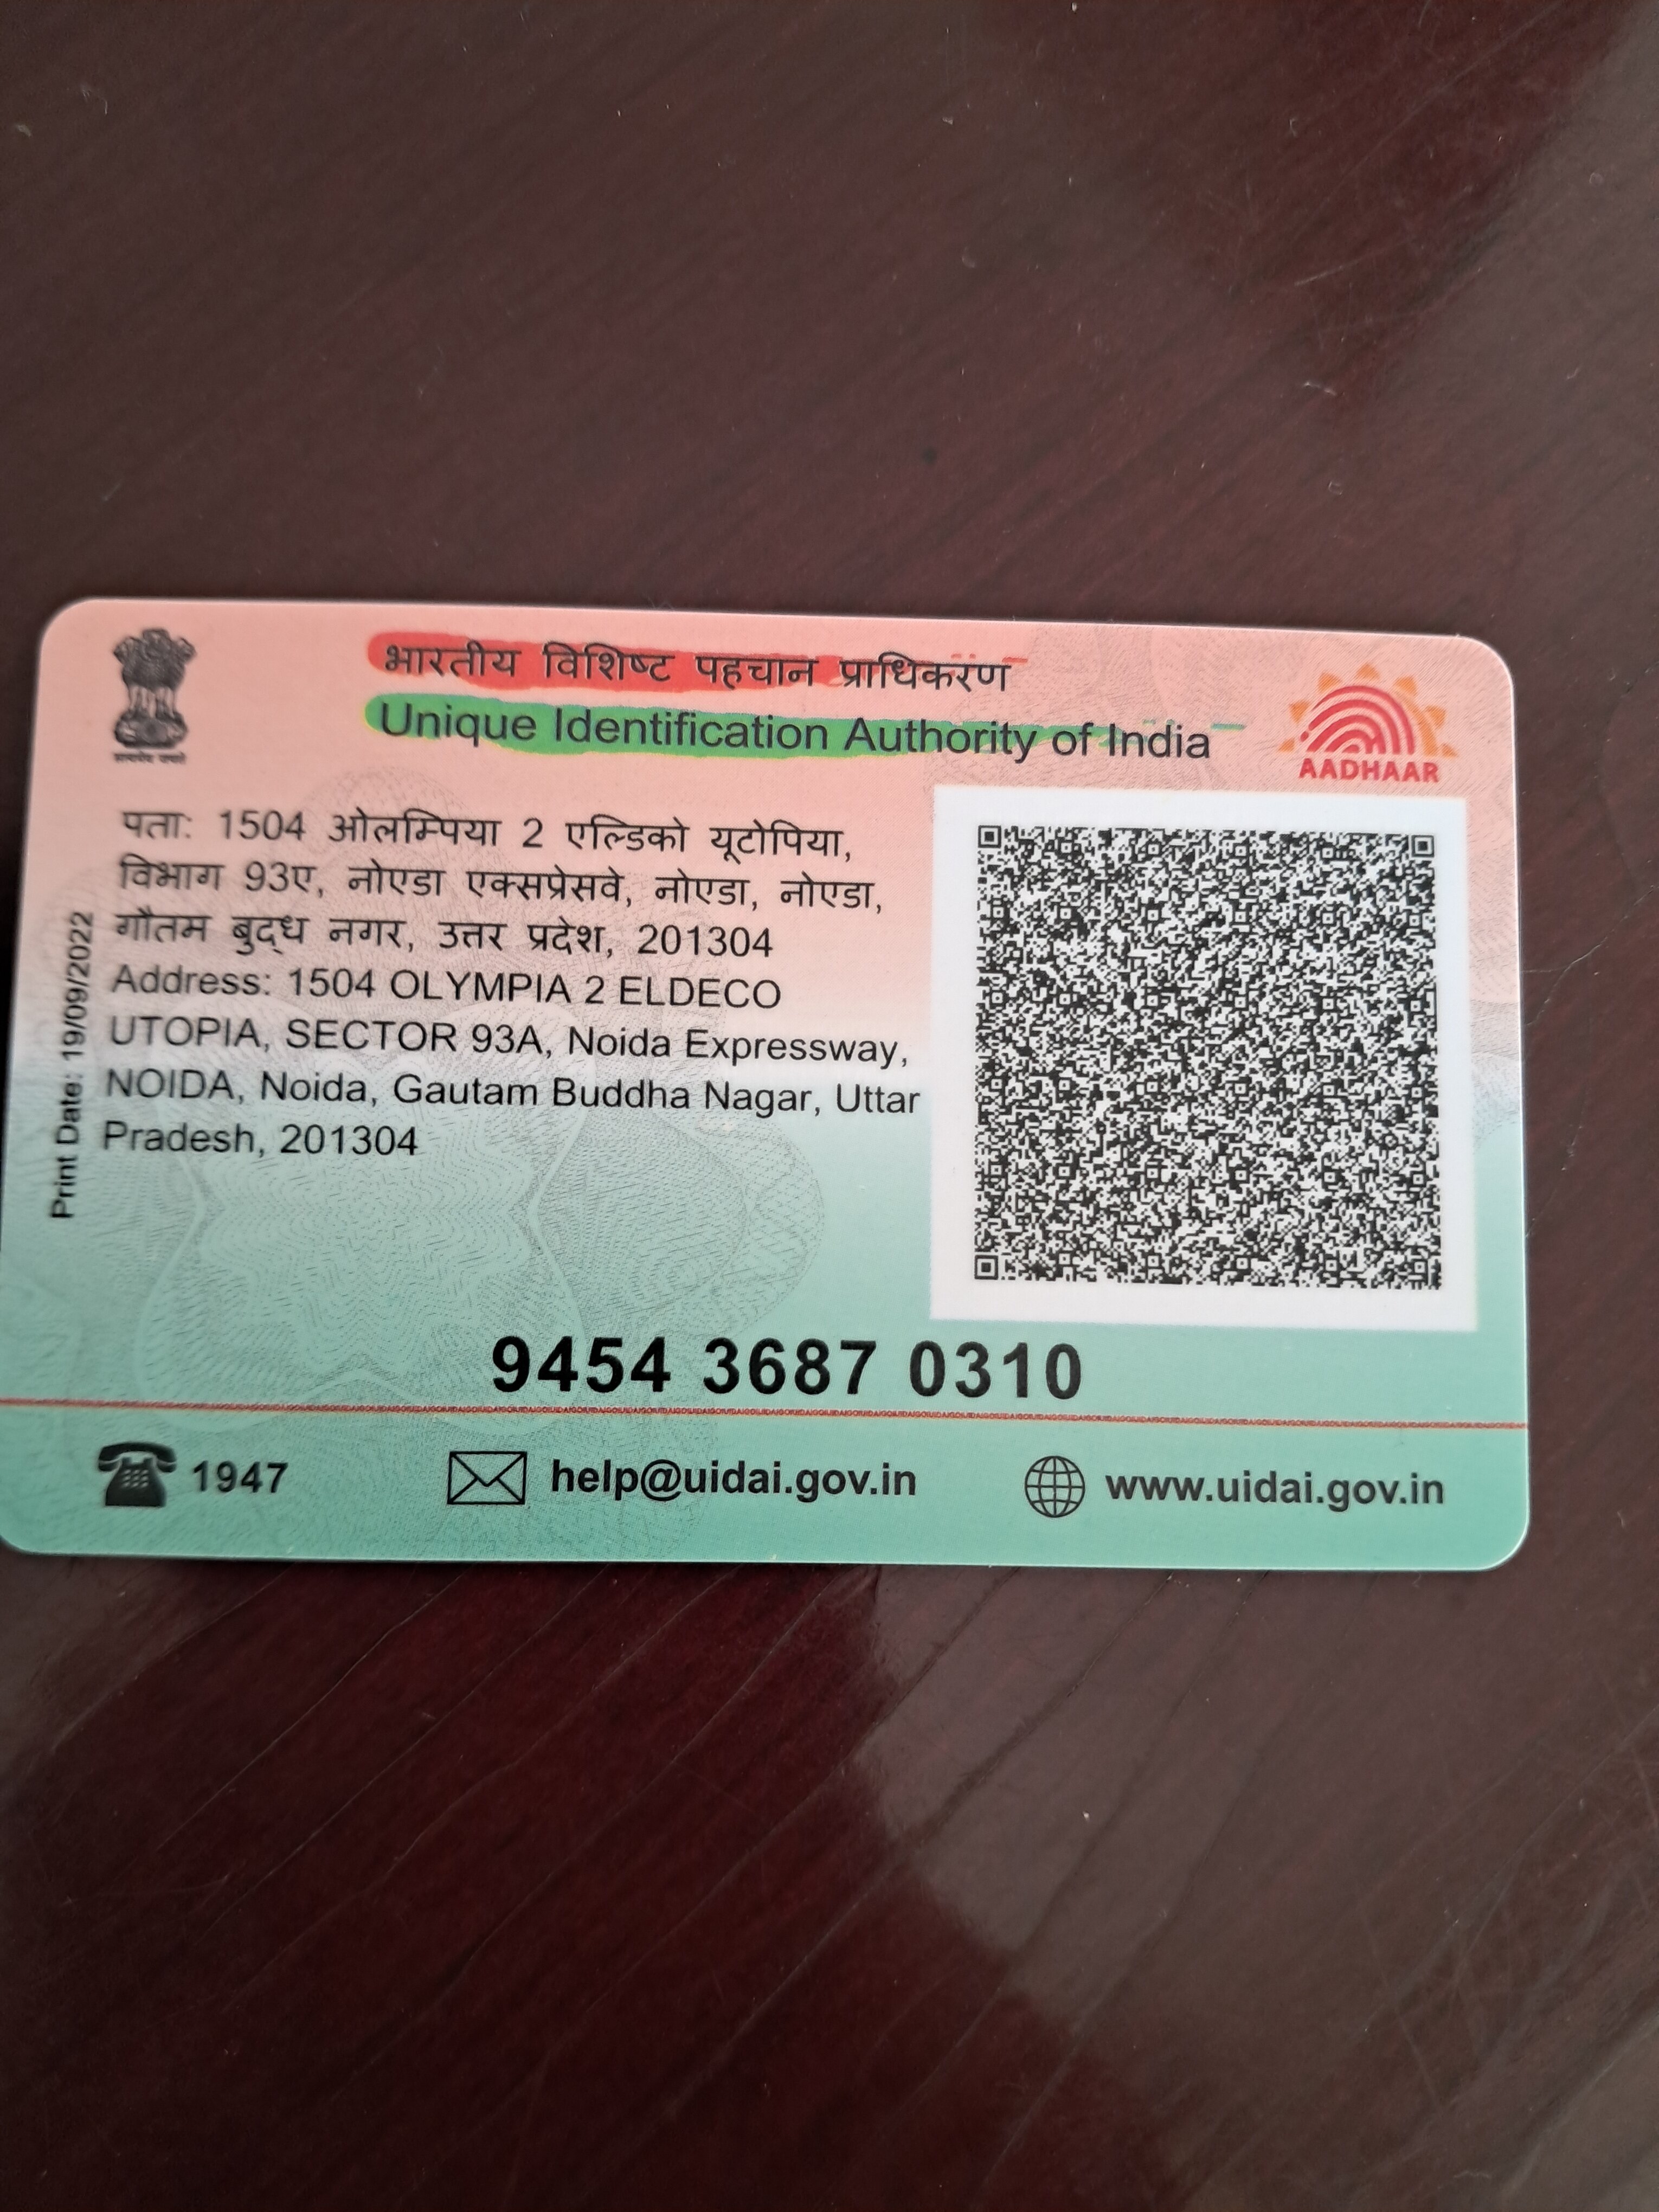 भारतीय विशिष्ट पहचान प्राधिकरण
Unique Identification Authority of India
AADHAAR
पता: 1504 ओलम्पिया 2 एल्डिको यूटोपिया,
विभाग 93ए, नोएडा एक्सप्रेसवे, नोएडा, नोएडा,
गौतम बुद्ध नगर, उत्तर प्रदेश, 201304
Address: 1504 OLYMPIA 2 ELDECO
UTOPIA, SECTOR 93A, Noida Expressway,
NOIDA, Noida, Gautam Buddha Nagar, Uttar
Pradesh, 201304
Print Date: 19/09/2022
9454 3687 0310
1947
help@uidai.gov.in
www.uidai.gov.in